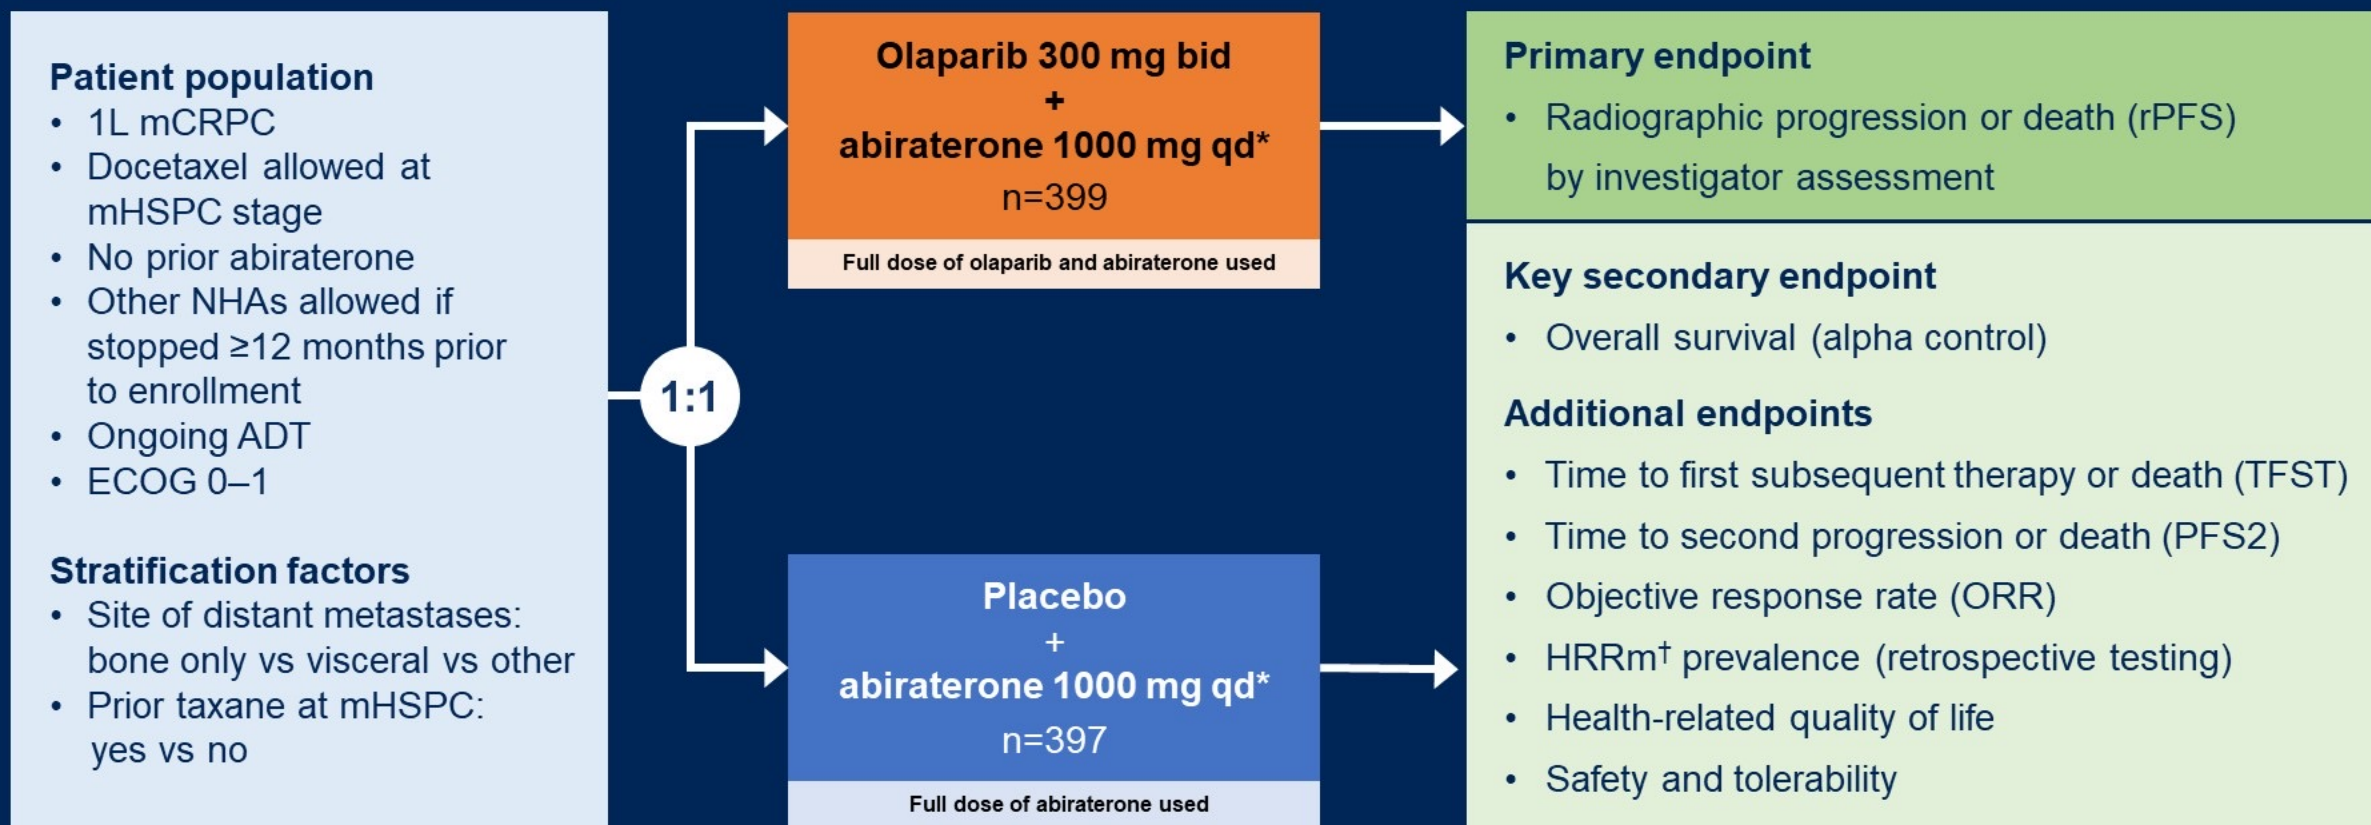 Patient population
• 1L mCRPC
• Docetaxel allowed at
mHSPC stage
• No prior abiraterone
• Other NHAs allowed if
stopped ≥12 months prior
to enrollment
• Ongoing ADT
• ECOG 0–1
Stratification factors
• Site of distant metastases:
bone only vs visceral vs other
• Prior taxane at mHSPC:
yes vs no
1:1
Olaparib 300 mg bid
+
abiraterone 1000 mg qd*
n=399
Full dose of olaparib and abiraterone used
Placebo
+
abiraterone 1000 mg qd*
n=397
Full dose of abiraterone used
Primary endpoint
• Radiographic progression or death (rPFS)
by investigator assessment
Key secondary endpoint
• Overall survival (alpha control)
Additional endpoints
• Time to first subsequent therapy or death (TFST)
• Time to second progression or death (PFS2)
• Objective response rate (ORR)
• HRRm† prevalence (retrospective testing)
• Health-related quality of life
• Safety and tolerability